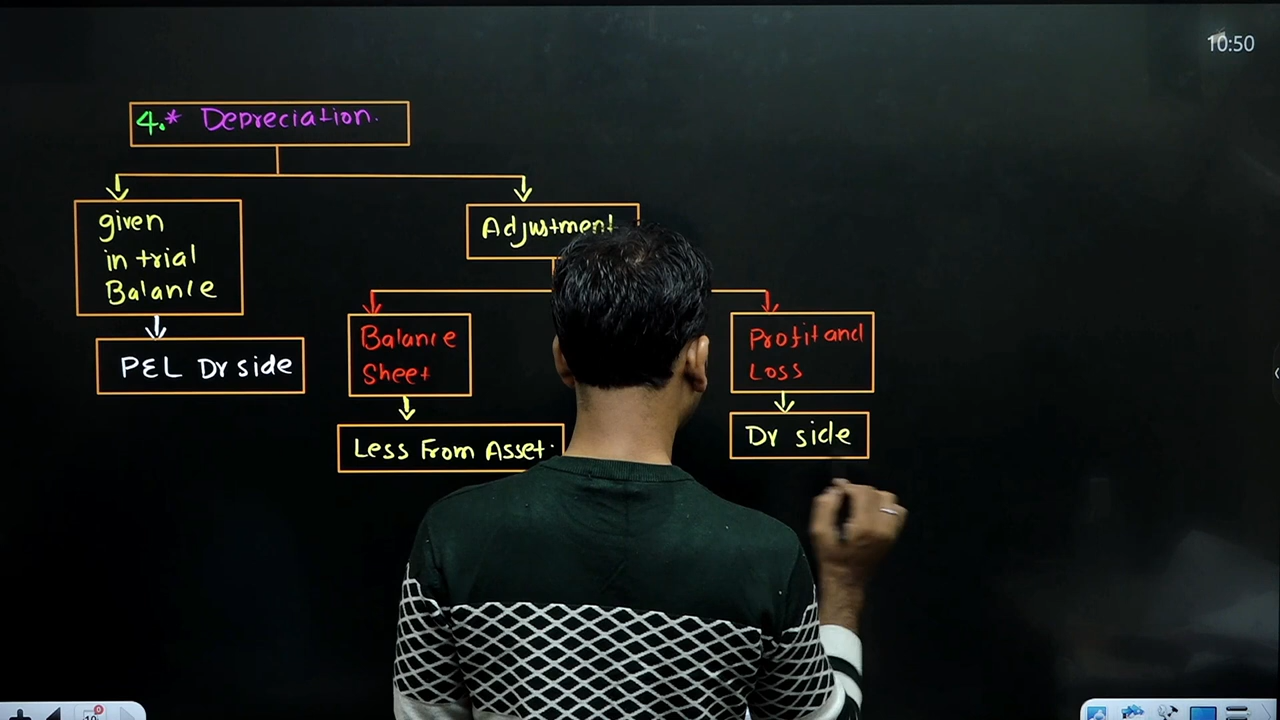 10:50
4.* Depreciation.
given
in trial
Balance
Adjustment
P&L Dr side
Balance
Sheet
Profit and
Loss
Less From Asset.
Dr side